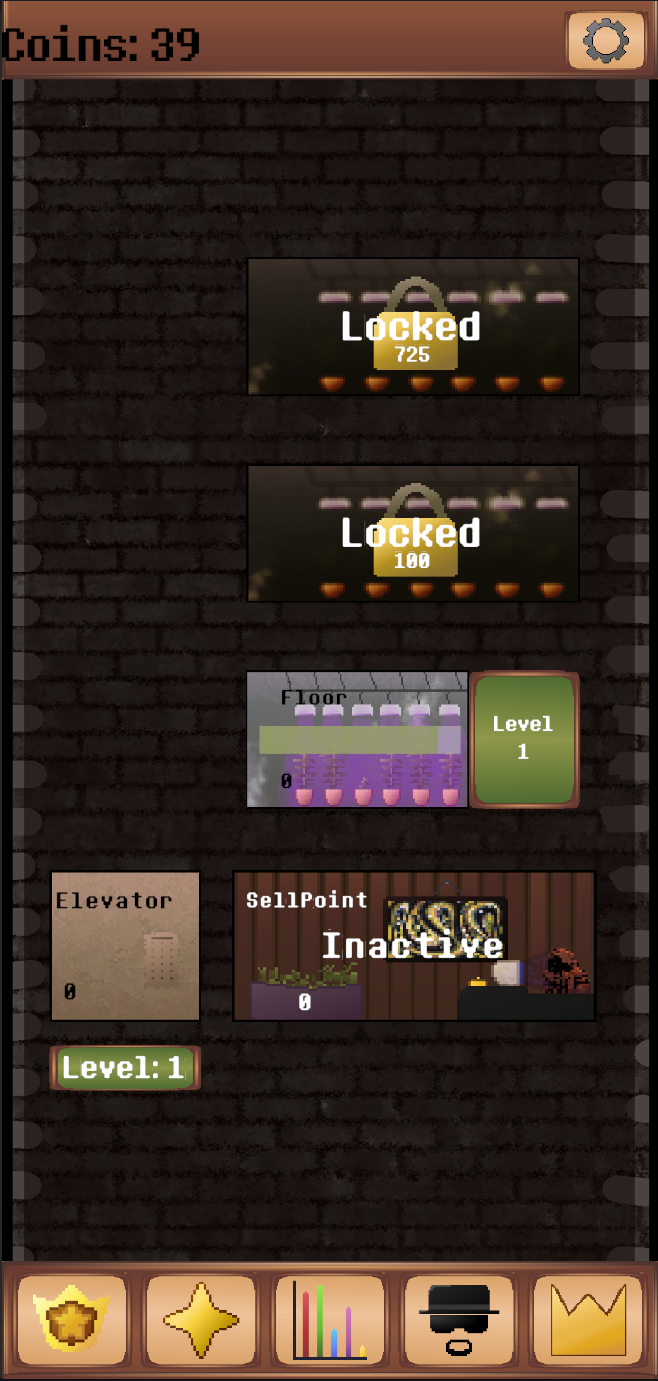 Coins: 39
Locked
725
Locked
100
Floor
0
Level
1
Elevator
0
SellPoint
Inactive
0
Level: 1